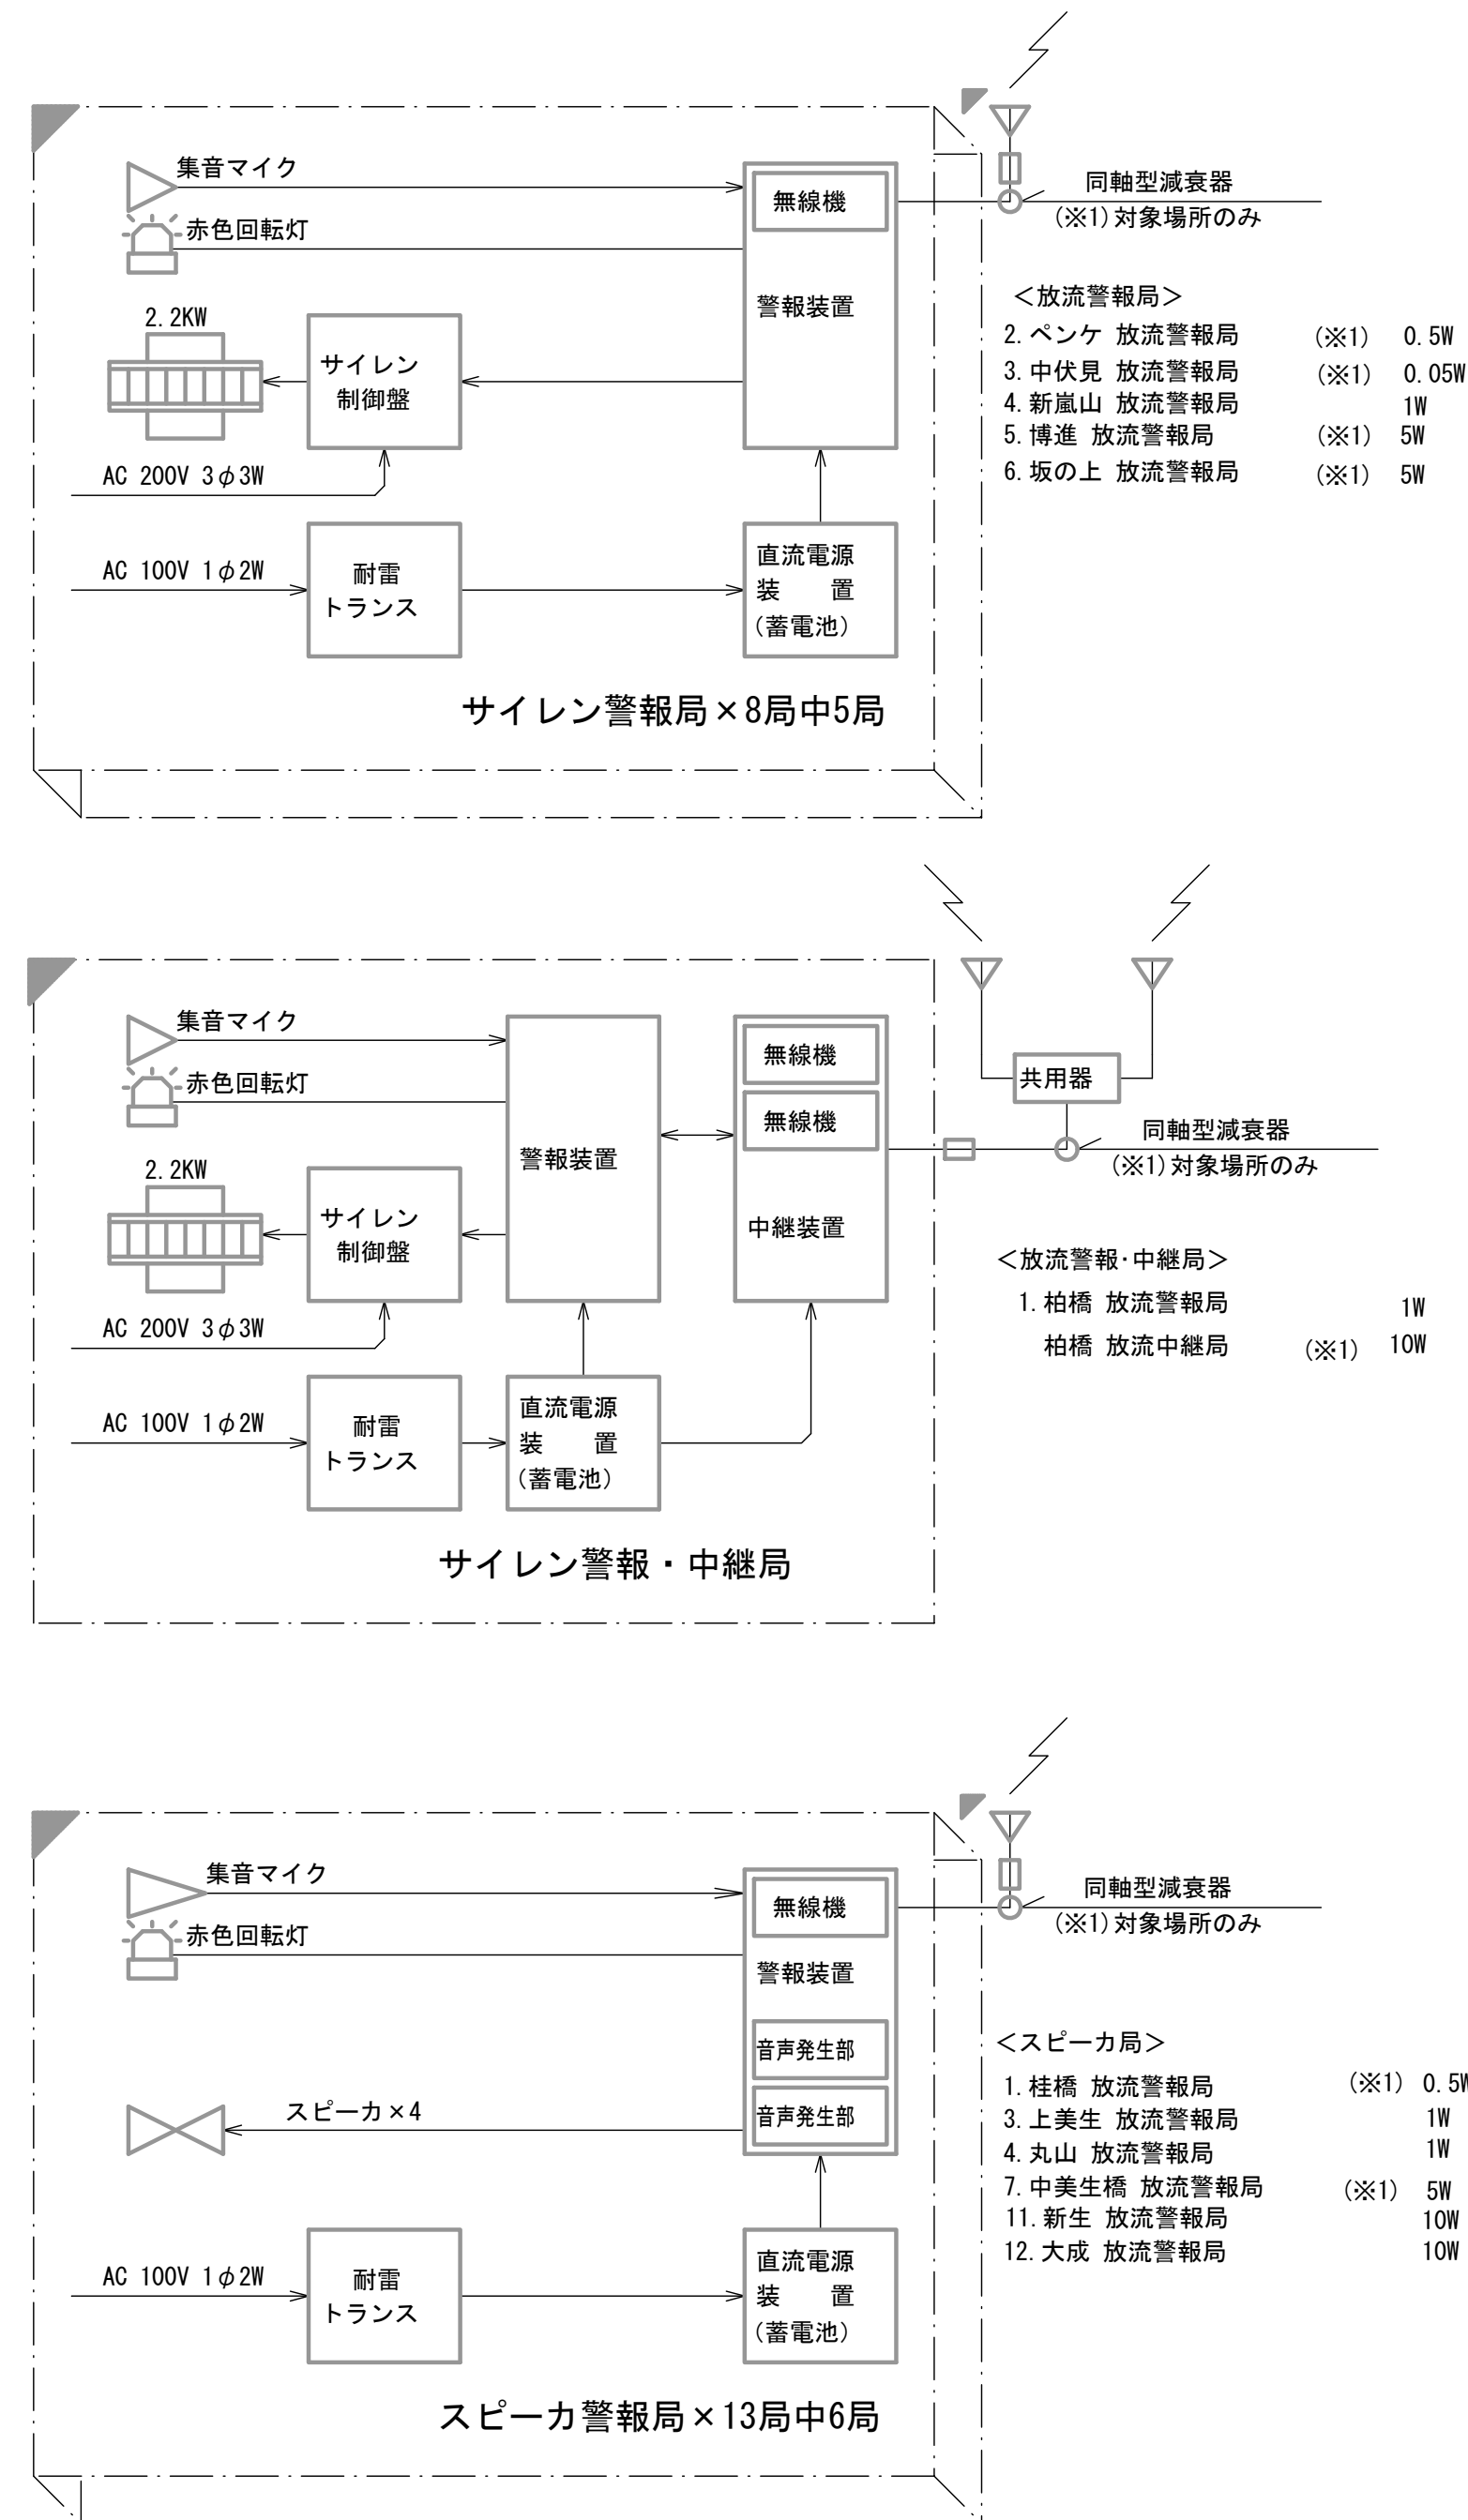 集音マイク
無線機
同軸型減衰器
(※1)対象場所のみ
赤色回転灯
警報装置
<放流警報局>
2.2KW
サイレン
制御盤
2.ペンケ 放流警報局 (※1) 0.5W
3.中伏見 放流警報局 (※1) 0.05W
4.新嵐山 放流警報局 1W
5.博進 放流警報局 (※1) 5W
6.坂の上 放流警報局 (※1) 5W
AC 200V 3φ3W
AC 100V 1φ2W
耐雷
トランス
直流電源
装 置
(蓄電池)
サイレン警報局×8局中5局
集音マイク
無線機
共用器
赤色回転灯
無線機
同軸型減衰器
(※1)対象場所のみ
警報装置
2.2KW
サイレン
制御盤
中継装置
<放流警報・中継局>
1.柏橋 放流警報局 1W
柏橋 放流中継局 (※1) 10W
AC 200V 3φ3W
AC 100V 1φ2W
耐雷
トランス
直流電源
装 置
(蓄電池)
サイレン警報・中継局
集音マイク
無線機
同軸型減衰器
(※1)対象場所のみ
赤色回転灯
警報装置
音声発生部
<スピーカ局>
スピーカ×4
音声発生部
1.桂橋 放流警報局 (※1) 0.5W
3.上美生 放流警報局 1W
4.丸山 放流警報局 1W
7.中美生橋 放流警報局 (※1) 5W
11.新生 放流警報局 10W
12.大成 放流警報局 10W
AC 100V 1φ2W
耐雷
トランス
直流電源
装 置
(蓄電池)
スピーカ警報局×13局中6局